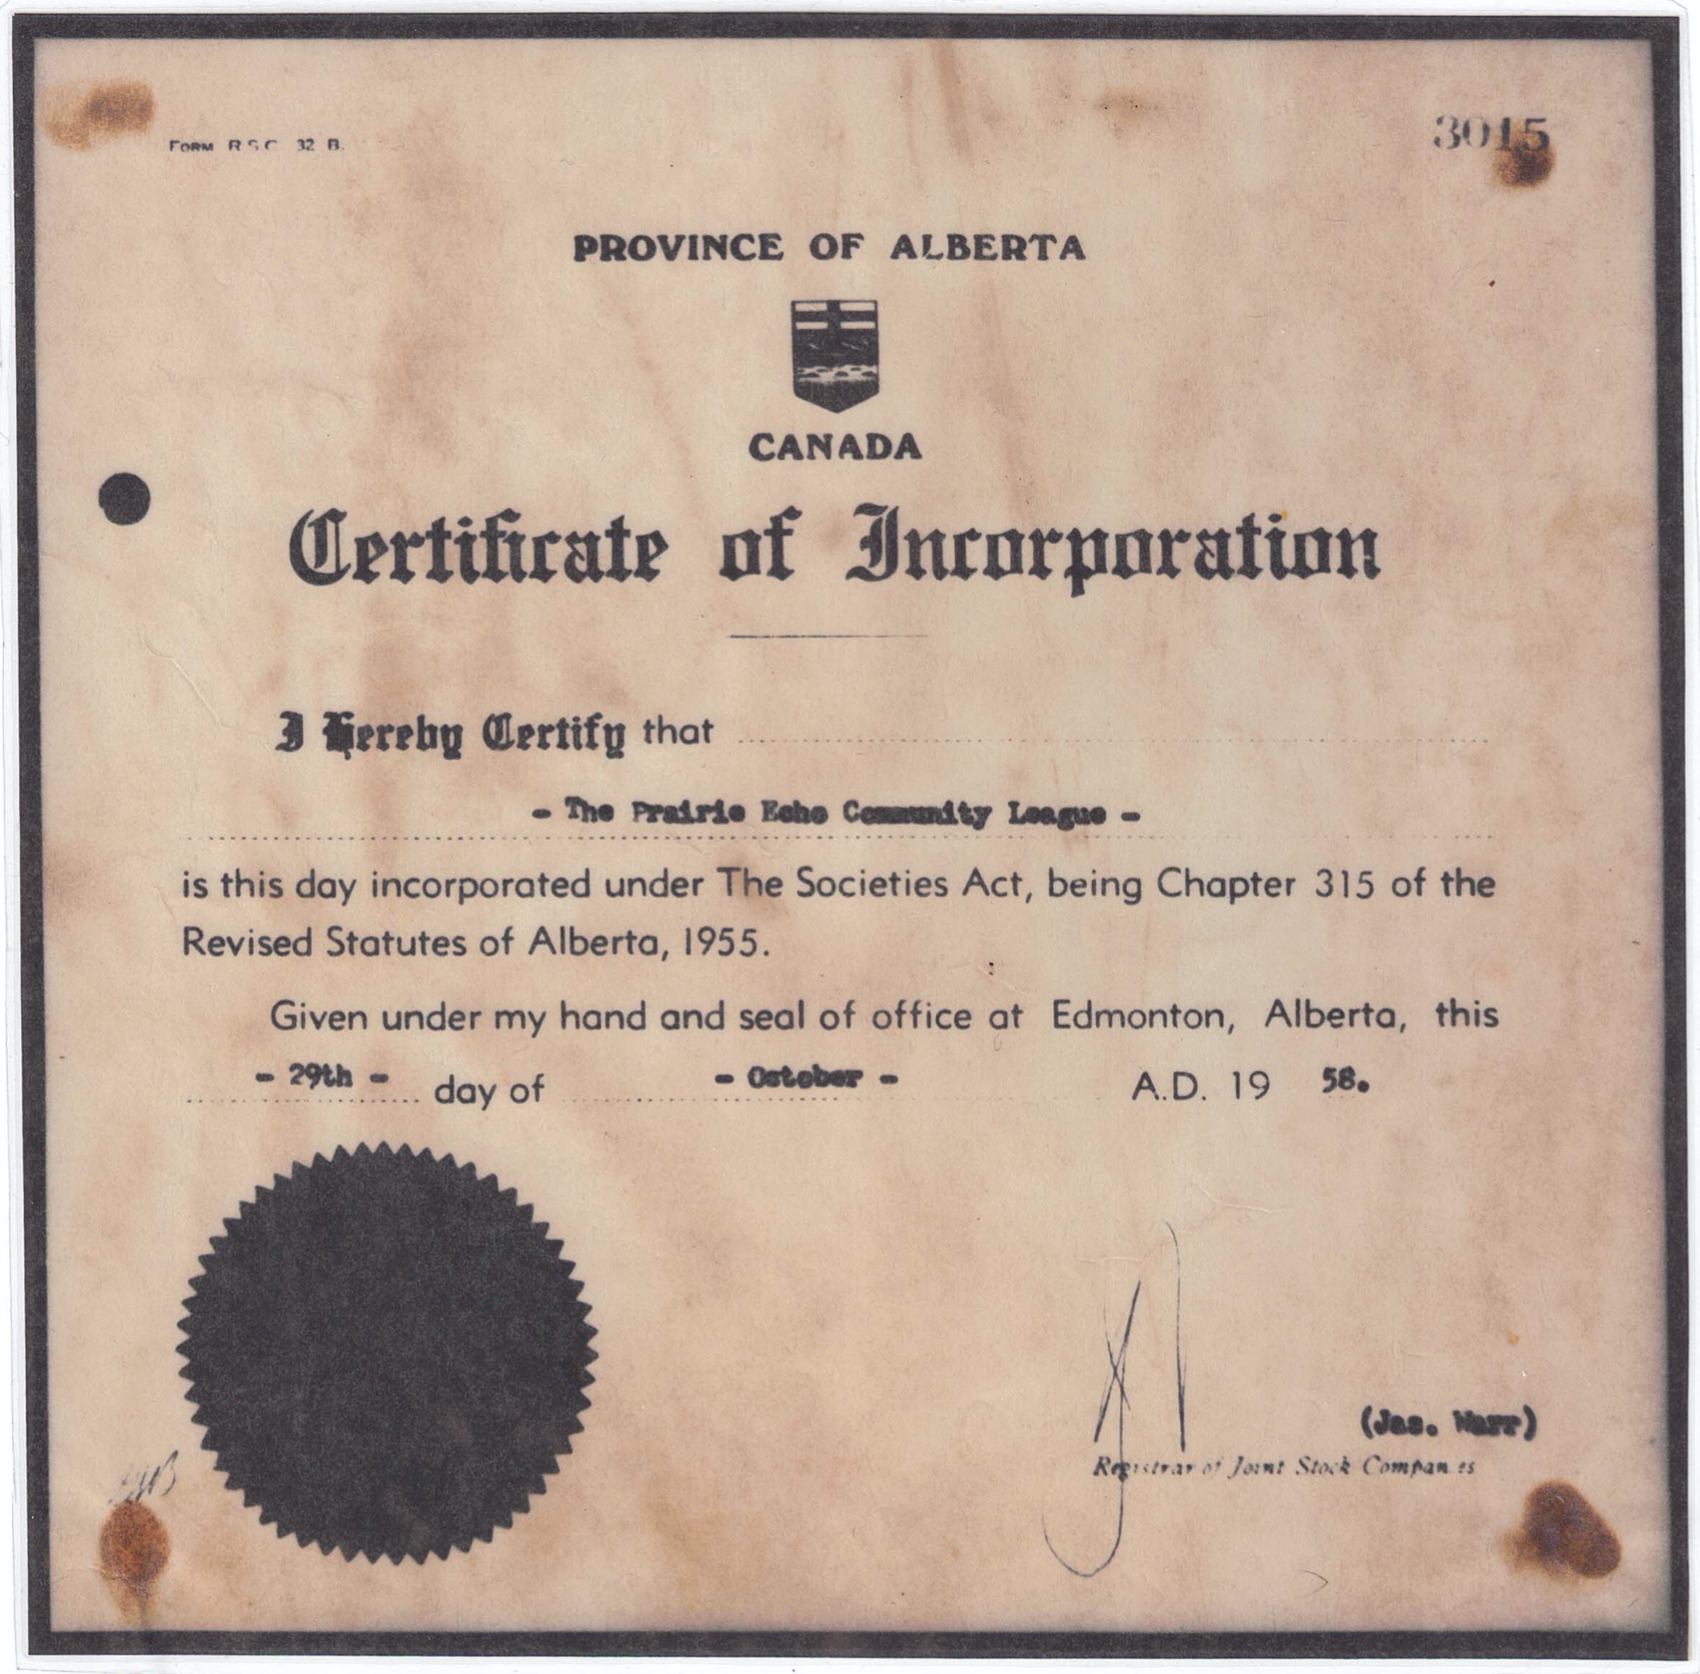 FORM R.S.C. 32 B.
3015
PROVINCE OF ALBERTA
CANADA
Certificate of Incorporation
I Hereby Certify that
- The Prairie Echo Community League -
is this day incorporated under The Societies Act, being Chapter 315 of the
Revised Statutes of Alberta, 1955.
Given under my hand and seal of office at Edmonton, Alberta, this
- 29th - day of - October - A.D. 19 58.
(Jas. Warr)
Registrar of Joint Stock Companies